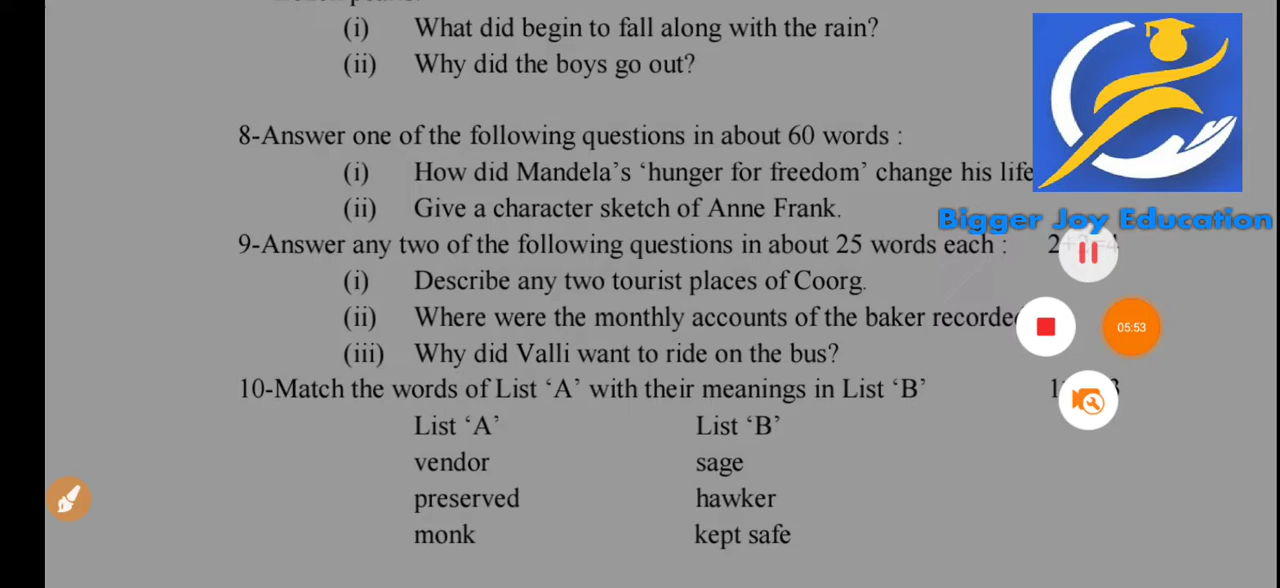 (i) What did begin to fall along with the rain?
(ii) Why did the boys go out?
8-Answer one of the following questions in about 60 words :
(i) How did Mandela's 'hunger for freedom' change his life
(ii) Give a character sketch of Anne Frank.
Bigger Joy Education
9-Answer any two of the following questions in about 25 words each :
(i) Describe any two tourist places of Coorg.
(ii) Where were the monthly accounts of the baker recorde
05:53
(iii) Why did Valli want to ride on the bus?
10-Match the words of List 'A' with their meanings in List 'B'
List 'A' List 'B'
vendor sage
preserved hawker
monk kept safe